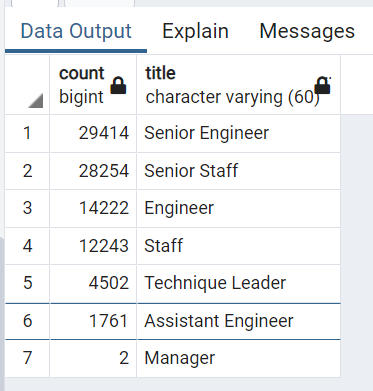 Data Output Explain Messages
count title
bigint character varying (60)
1 29414 Senior Engineer
2 28254 Senior Staff
3 14222 Engineer
4 12243 Staff
5 4502 Technique Leader
6 1761 Assistant Engineer
7 2 Manager